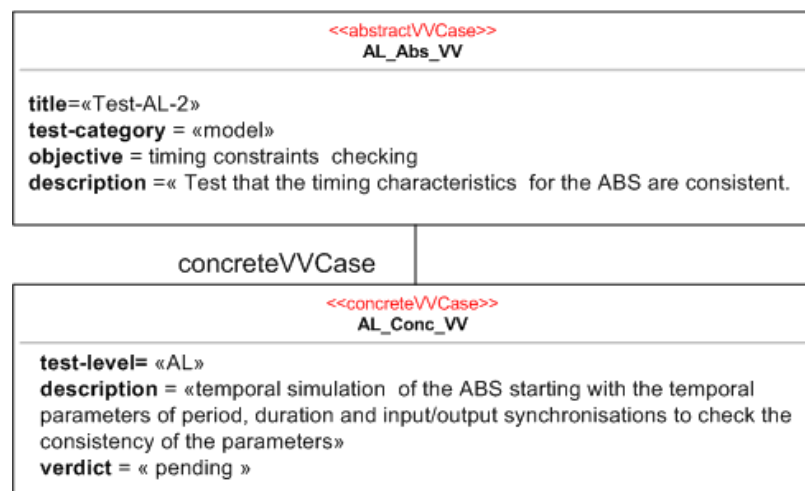 <<abstractVVCase>>
AL_Abs_VV
title=«Test-AL-2»
test-category = «model»
objective = timing constraints checking
description =« Test that the timing characteristics for the ABS are consistent.
concreteVVCase
<<concreteVVCase>>
AL_Conc_VV
test-level= «AL»
description = «temporal simulation of the ABS starting with the temporal
parameters of period, duration and input/output synchronisations to check the
consistency of the parameters»
verdict = « pending »